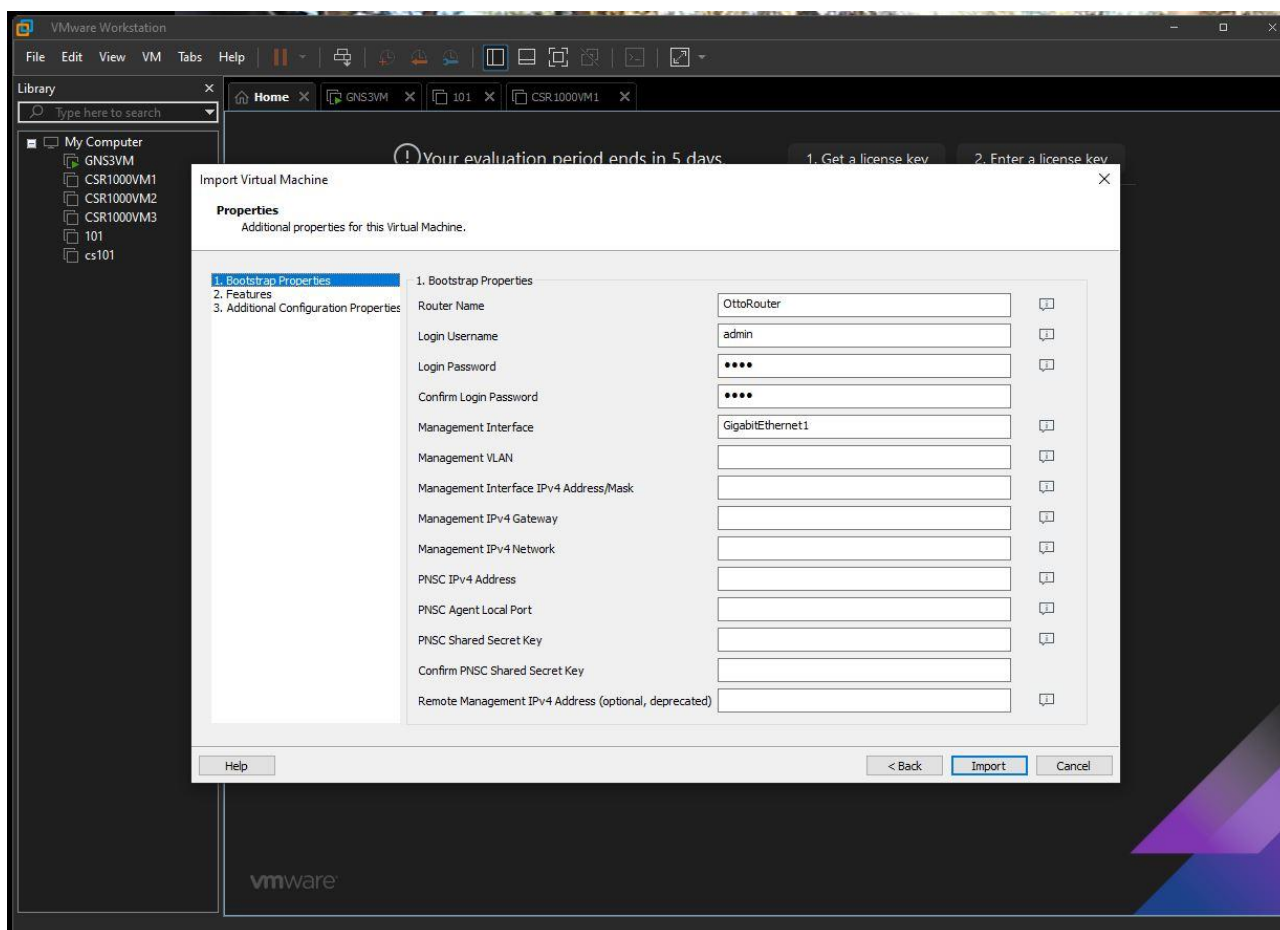 VMware Workstation
File Edit View VM Tabs Help
Library
Home GNS3VM 101 CSR1000VM1
Type here to search
My Computer
GNS3VM
CSR1000VM1
CSR1000VM2
CSR1000VM3
101
cs101
Your evaluation period ends in 5 days. 1. Get a license key 2. Enter a license key
Import Virtual Machine
Properties
Additional properties for this Virtual Machine.
1. Bootstrap Properties
2. Features
3. Additional Configuration Properties
1. Bootstrap Properties
Router Name OttoRouter
Login Username admin
Login Password ••••
Confirm Login Password ••••
Management Interface GigabitEthernet1
Management VLAN
Management Interface IPv4 Address/Mask
Management IPv4 Gateway
Management IPv4 Network
PNSC IPv4 Address
PNSC Agent Local Port
PNSC Shared Secret Key
Confirm PNSC Shared Secret Key
Remote Management IPv4 Address (optional, deprecated)
Help < Back Import Cancel
vmware